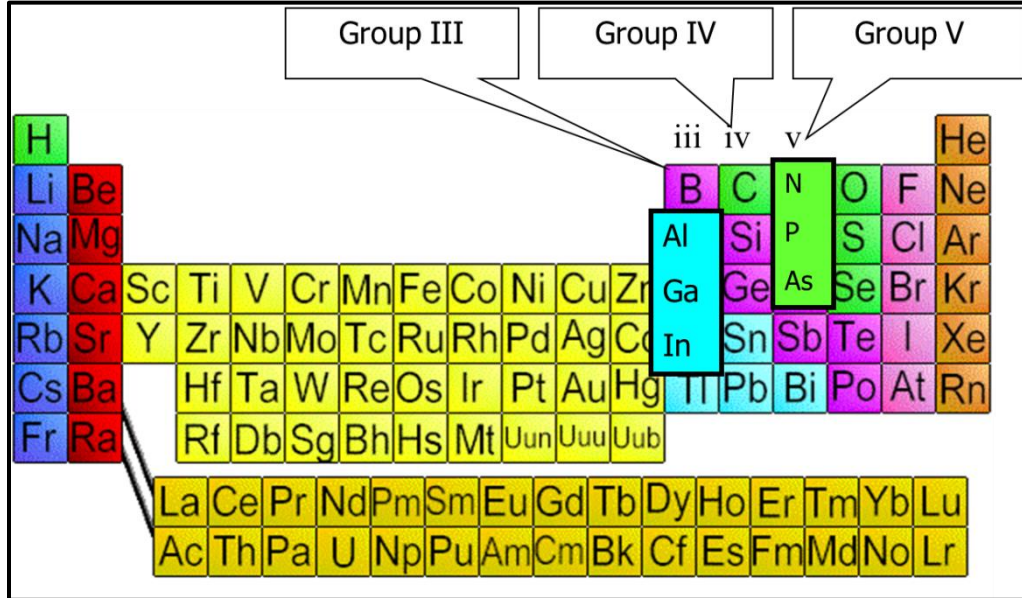 Group III Group IV Group V
iii iv v
H He
Li Be B C N O F Ne
Na Mg Al Si P S Cl Ar
K Ca Sc Ti V Cr Mn Fe Co Ni Cu Ga Ge As Se Br Kr
Rb Sr Y Zr Nb Mo Tc Ru Rh Pd Ag In Sn Sb Te I Xe
Cs Ba Hf Ta W Re Os Ir Pt Au Hg Tl Pb Bi Po At Rn
Fr Ra Rf Db Sg Bh Hs Mt Uun Uuu Uub
La Ce Pr Nd Pm Sm Eu Gd Tb Dy Ho Er Tm Yb Lu
Ac Th Pa U Np Pu Am Cm Bk Cf Es Fm Md No Lr